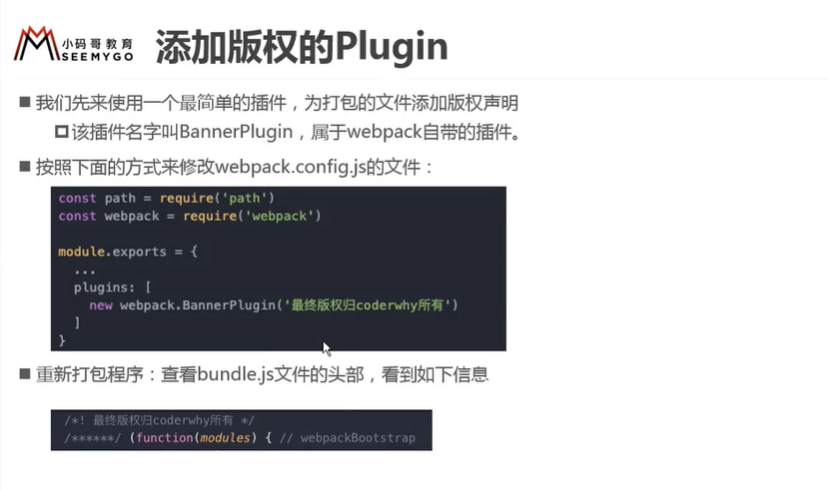 小码哥教育
SEEMYGO
添加版权的Plugin
我们先来使用一个最简单的插件，为打包的文件添加版权声明
该插件名字叫BannerPlugin，属于webpack自带的插件。
按照下面的方式来修改webpack.config.js的文件：
const path = require('path')
const webpack = require('webpack')
module.exports = {
...
plugins: [
new webpack.BannerPlugin('最终版权归coderwhy所有')
]
}
重新打包程序：查看bundle.js文件的头部，看到如下信息
/*! 最终版权归coderwhy所有 */
/******/ (function(modules) { // webpackBootstrap